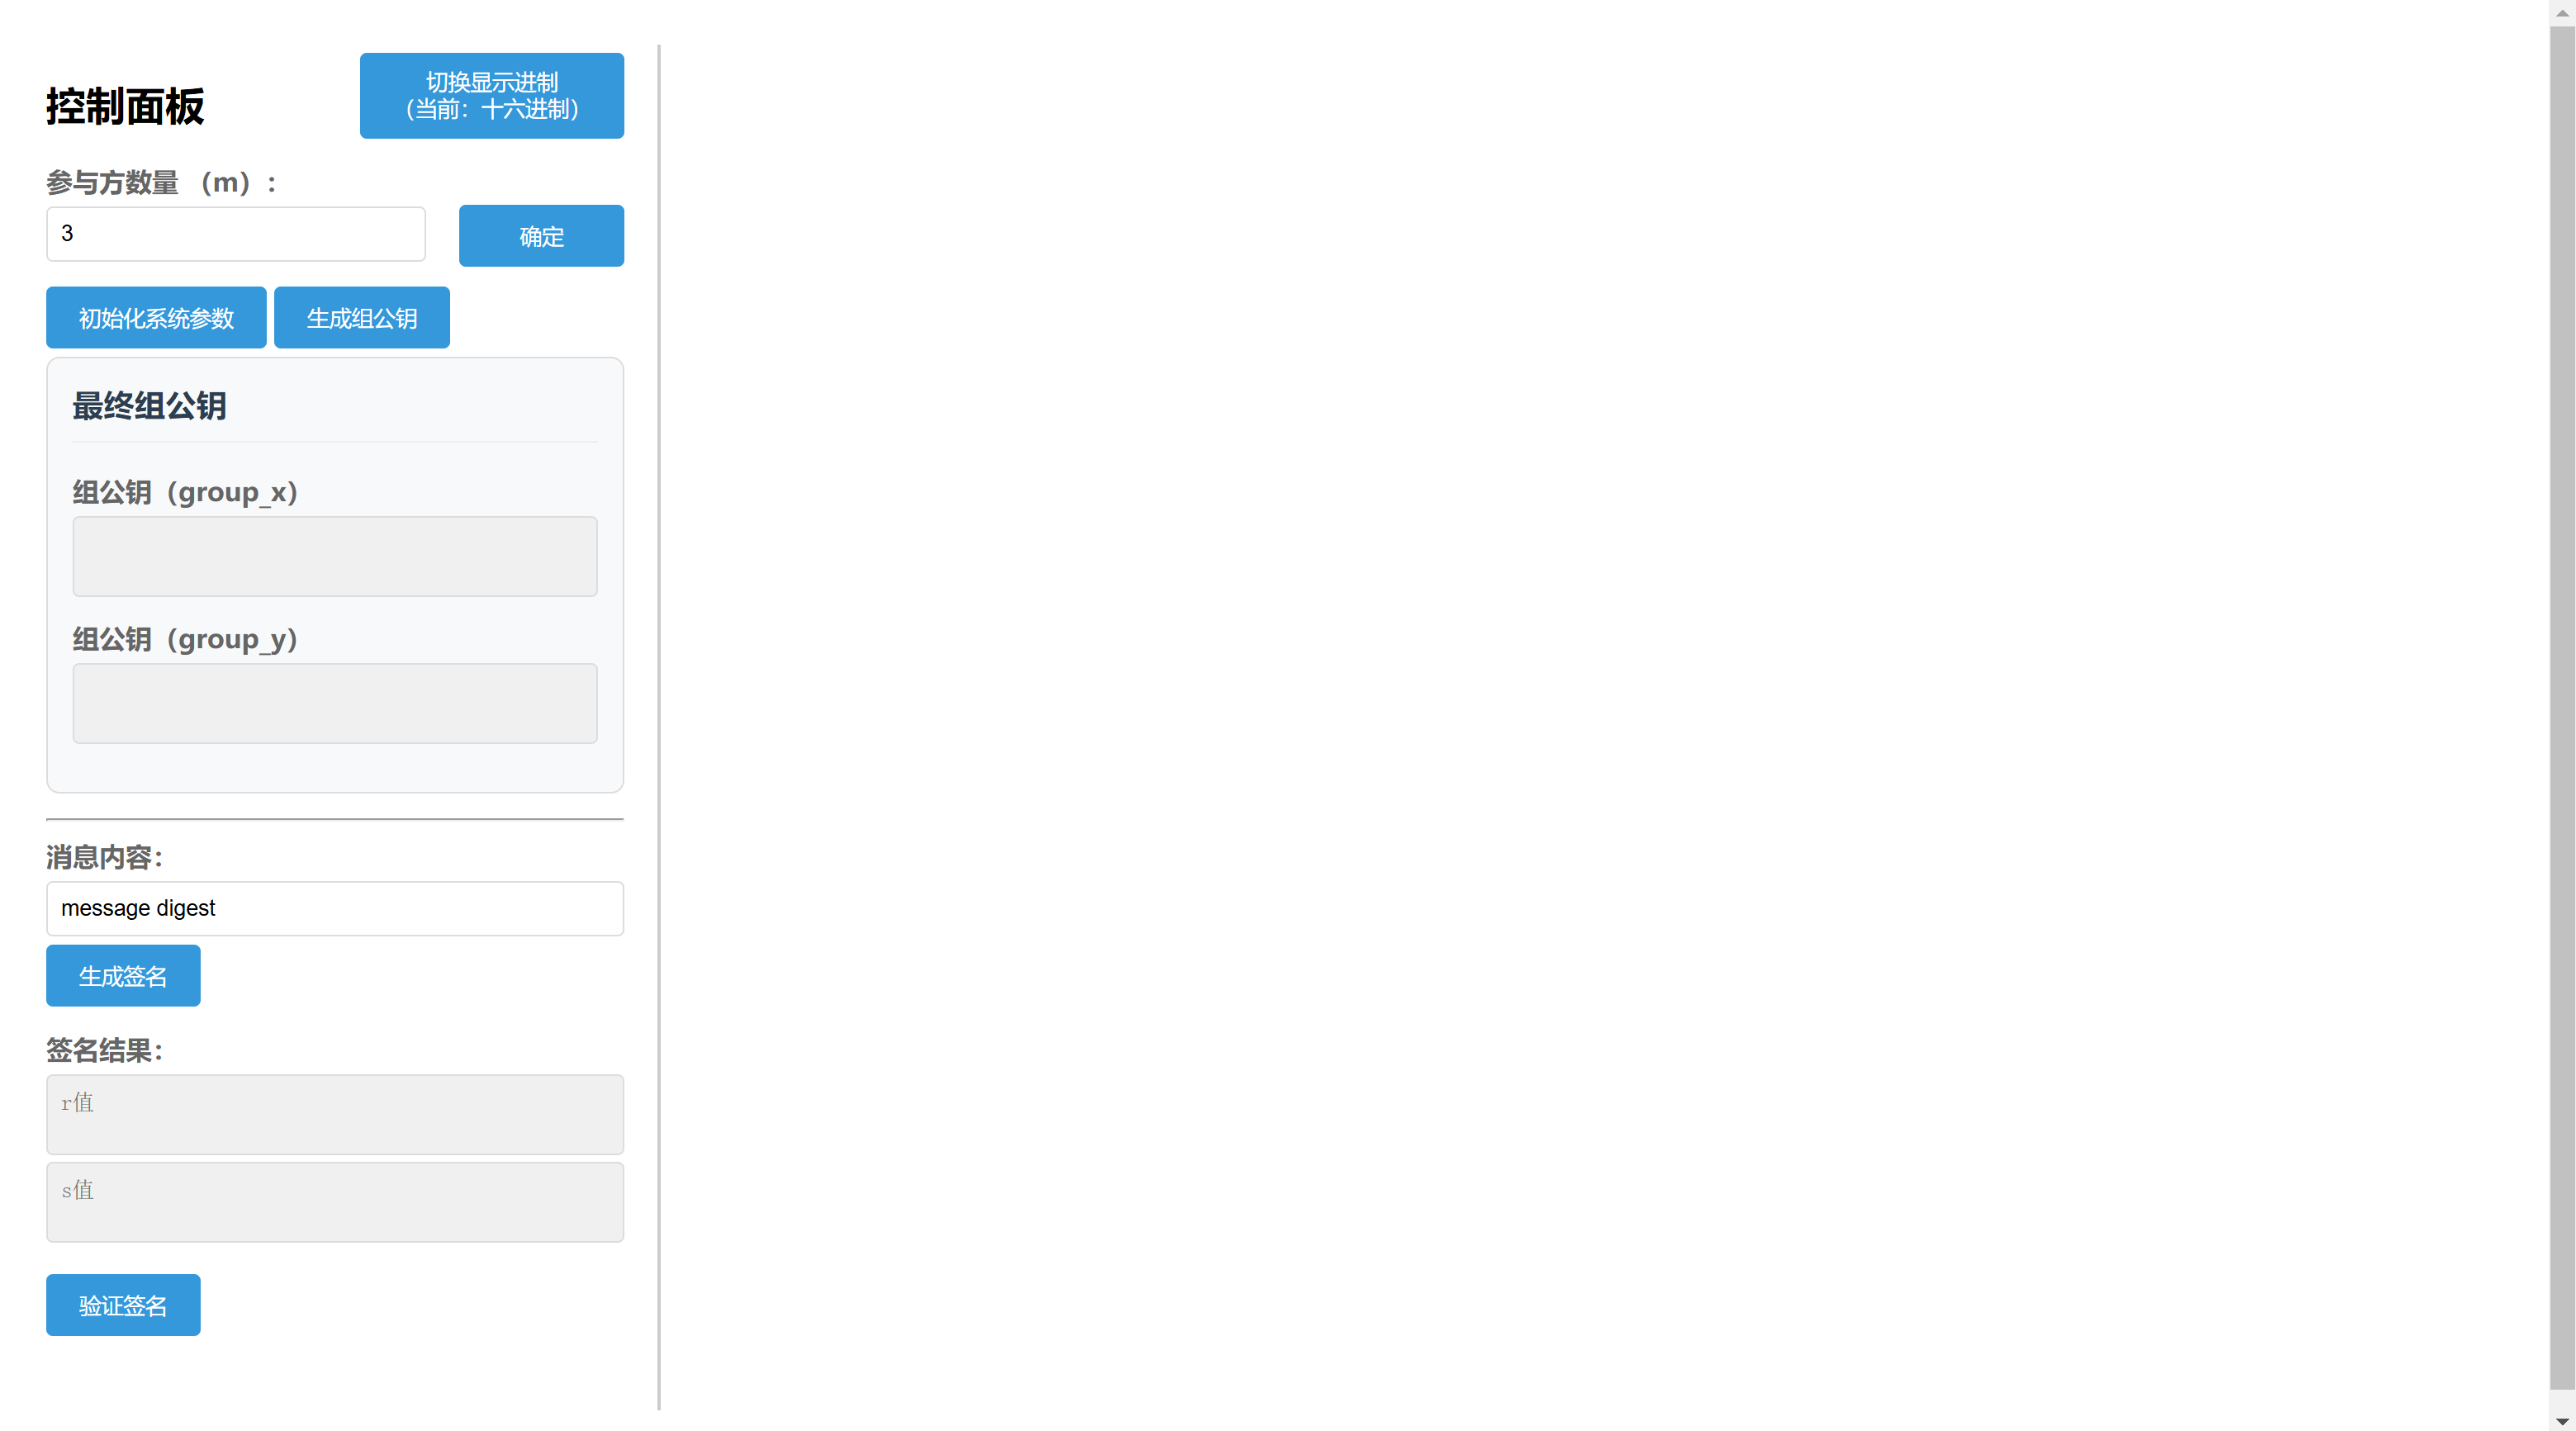 控制面板
切换显示进制
(当前：十六进制)
参与方数量 （m）:
3
确定
初始化系统参数
生成组公钥
最终组公钥
组公钥（group_x）
组公钥（group_y）
消息内容：
message digest
生成签名
签名结果：
r值
s值
验证签名